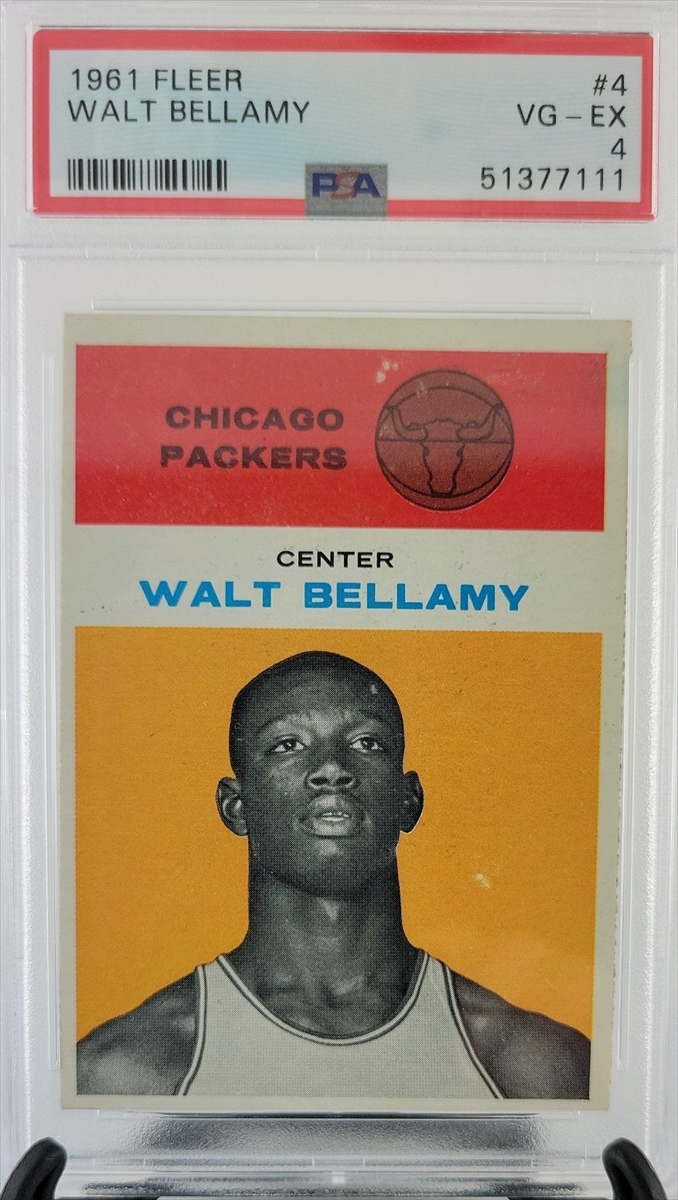 1961 FLEER
#4
WALT BELLAMY
VG - EX
4
PSA
51377111
CHICAGO
PACKERS
CENTER
WALT BELLAMY